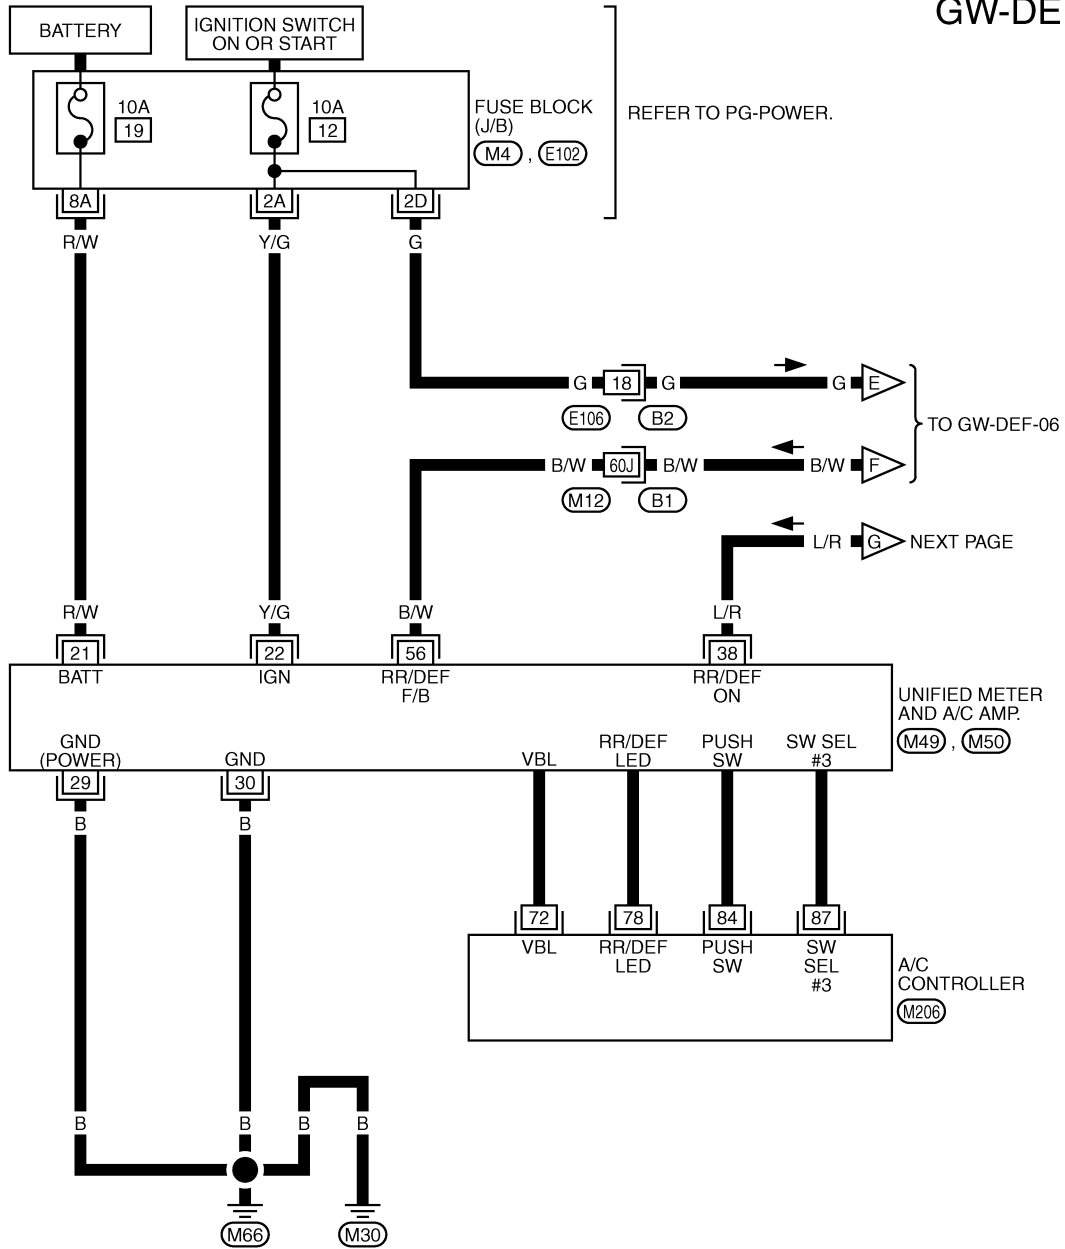 GW-DE
BATTERY
IGNITION SWITCH
ON OR START
10A
19
10A
12
FUSE BLOCK
(J/B)
M4 , E102
REFER TO PG-POWER.
8A
2A
2D
R/W
Y/G
G
G
18
G
G
E
E106
B2
TO GW-DEF-06
B/W
60J
B/W
B/W
F
M12
B1
L/R
G
NEXT PAGE
R/W
Y/G
B/W
L/R
21
22
56
38
BATT
IGN
RR/DEF
F/B
RR/DEF
ON
UNIFIED METER
AND A/C AMP.
M49 , M50
GND
(POWER)
GND
VBL
RR/DEF
LED
PUSH
SW
SW SEL
#3
29
30
B
B
72
78
84
87
VBL
RR/DEF
LED
PUSH
SW
SW
SEL
#3
A/C
CONTROLLER
M206
B
B
B
B
M66
M30